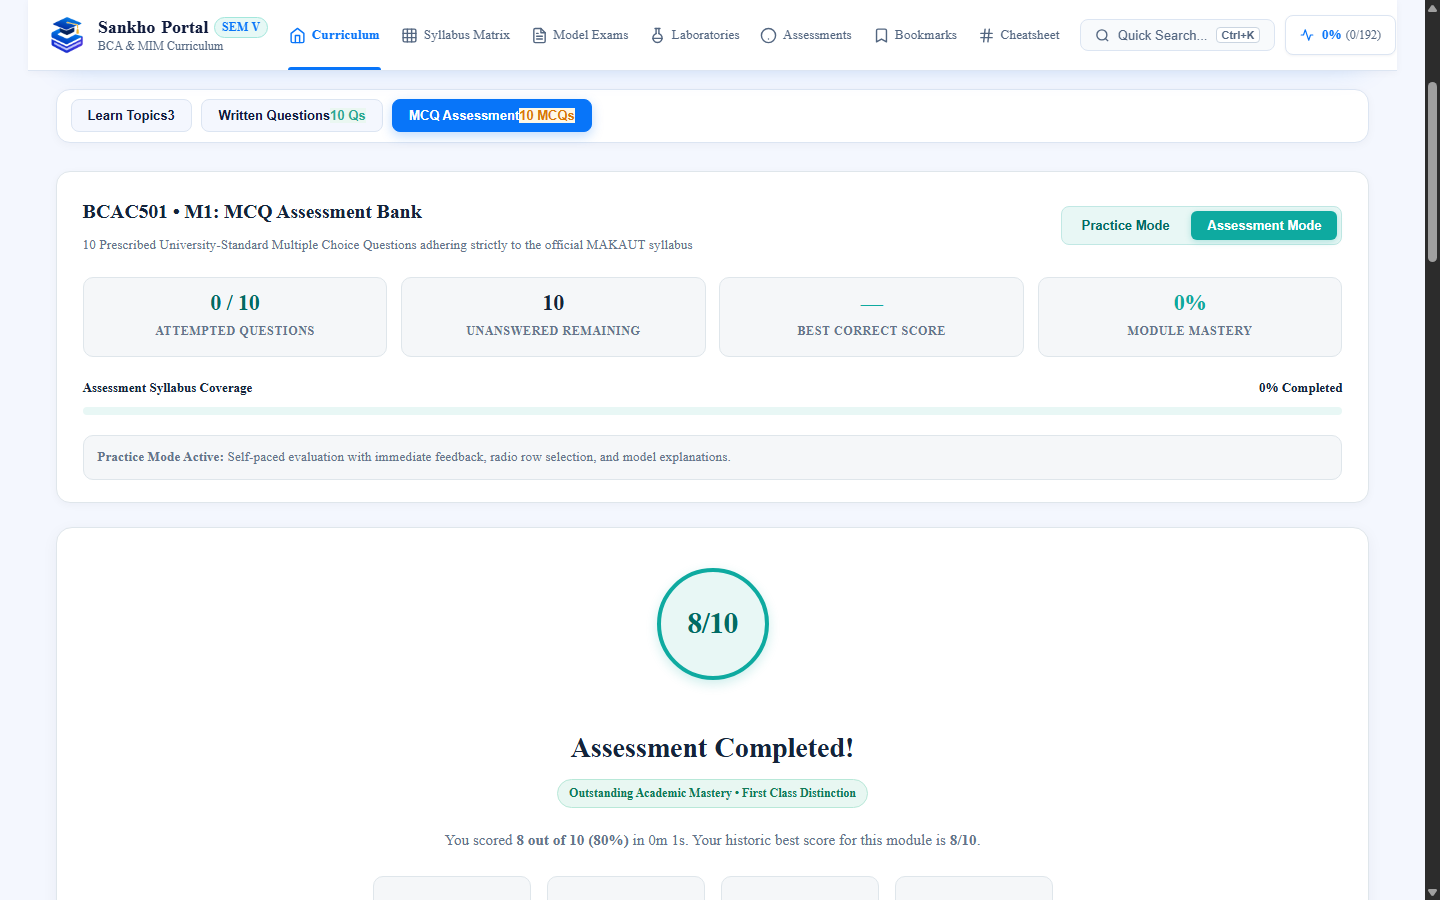 Sankho Portal SEM V
BCA & MIM Curriculum
Curriculum
Syllabus Matrix
Model Exams
Laboratories
Assessments
Bookmarks
Cheatsheet
Quick Search... Ctrl+K
0% (0/192)
Learn Topics3
Written Questions10 Qs
MCQ Assessment10 MCQs
BCAC501 • M1: MCQ Assessment Bank
10 Prescribed University-Standard Multiple Choice Questions adhering strictly to the official MAKAUT syllabus
Practice Mode
Assessment Mode
0 / 10
ATTEMPTED QUESTIONS
10
UNANSWERED REMAINING
—
BEST CORRECT SCORE
0%
MODULE MASTERY
Assessment Syllabus Coverage
0% Completed
Practice Mode Active: Self-paced evaluation with immediate feedback, radio row selection, and model explanations.
8/10
Assessment Completed!
Outstanding Academic Mastery • First Class Distinction
You scored 8 out of 10 (80%) in 0m 1s. Your historic best score for this module is 8/10.